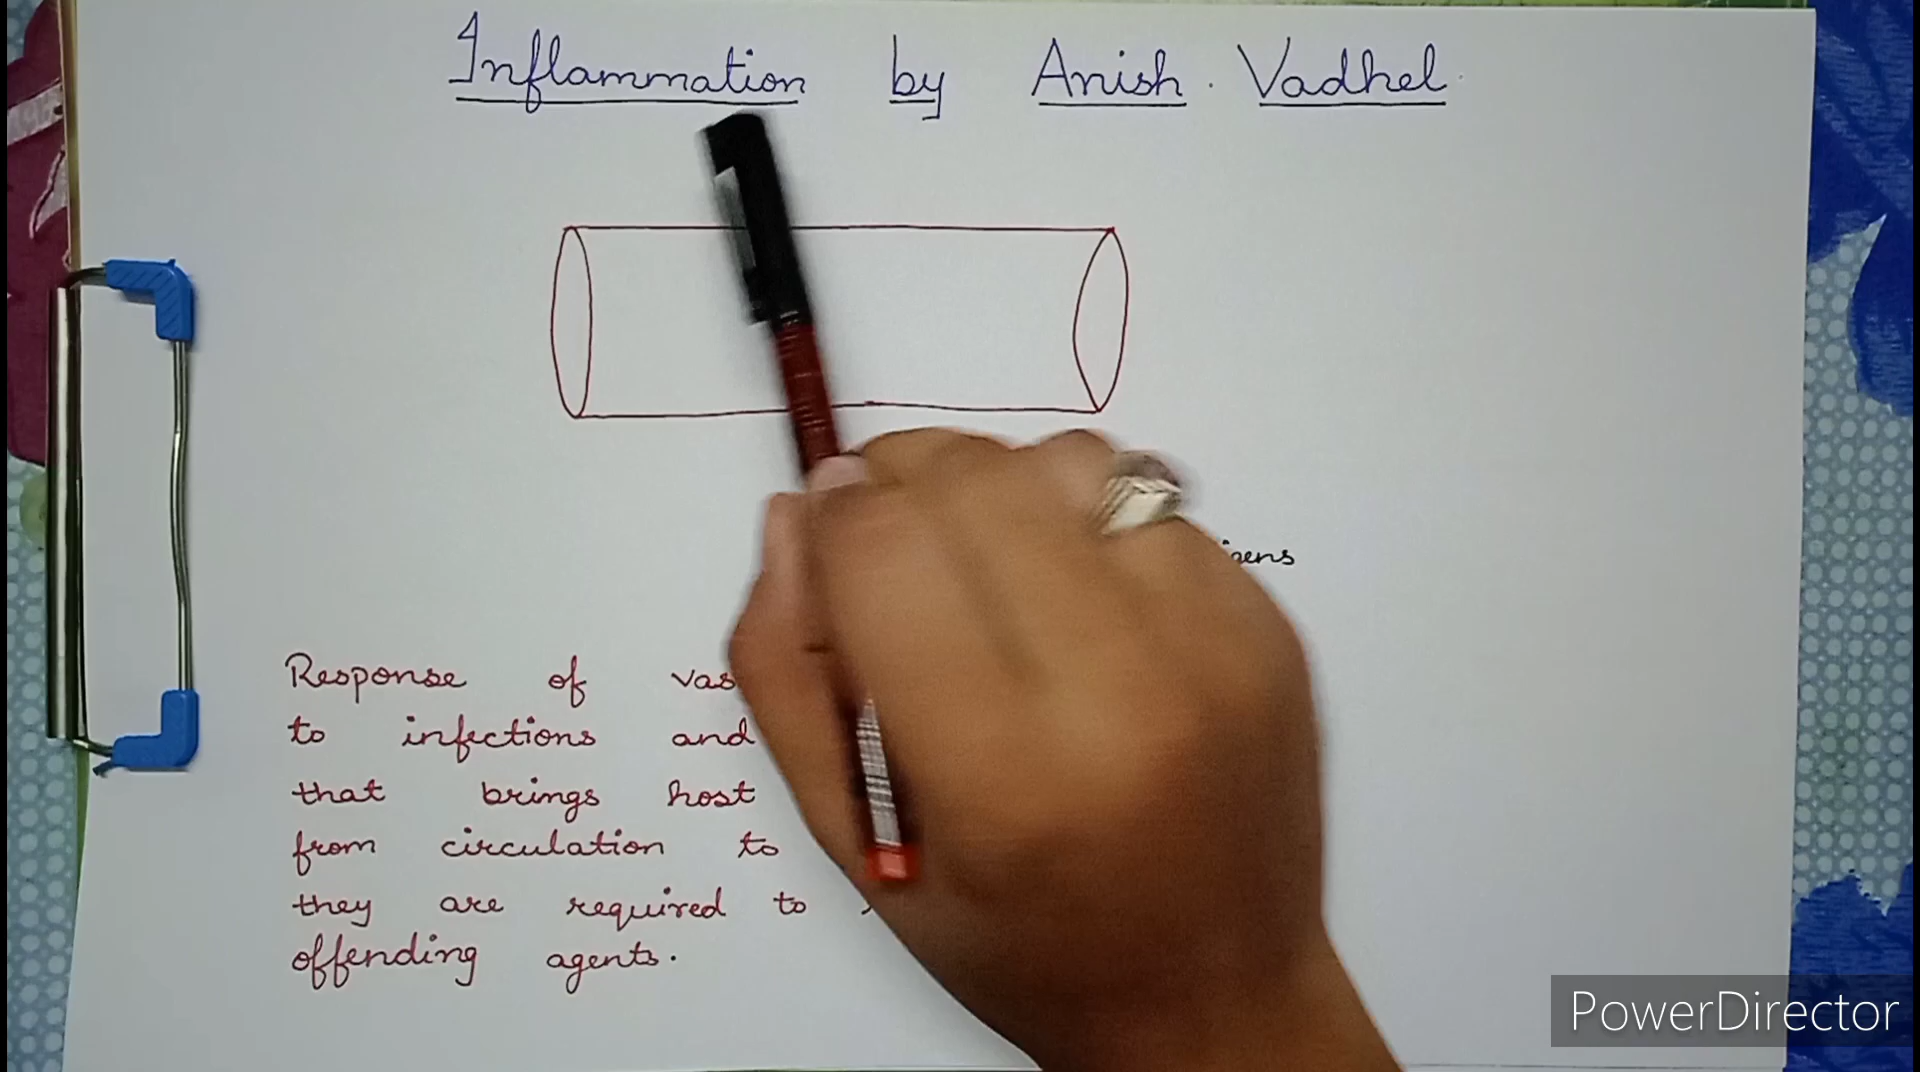 Inflammation by Anish. Vadhel.
Response of
to infections and
that brings host
from circulation to
they are required to
offending agents.
PowerDirector